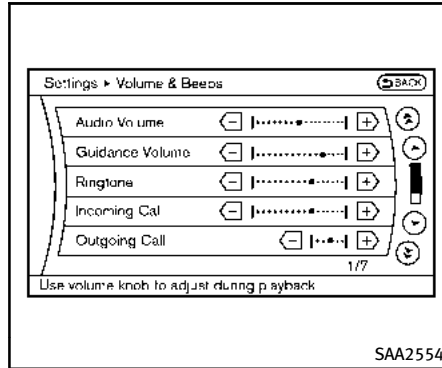 Settings ▸ Volume & Beeps
BACK
Audio Volume
Guidance Volume
Ringtone
Incoming Call
Outgoing Call
1/7
Use volume knob to adjust during playback
SAA2554